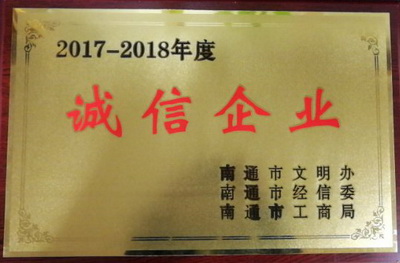 2017-2018年度
诚信企业
南通市文明办
南通市经信委
南通市工商局